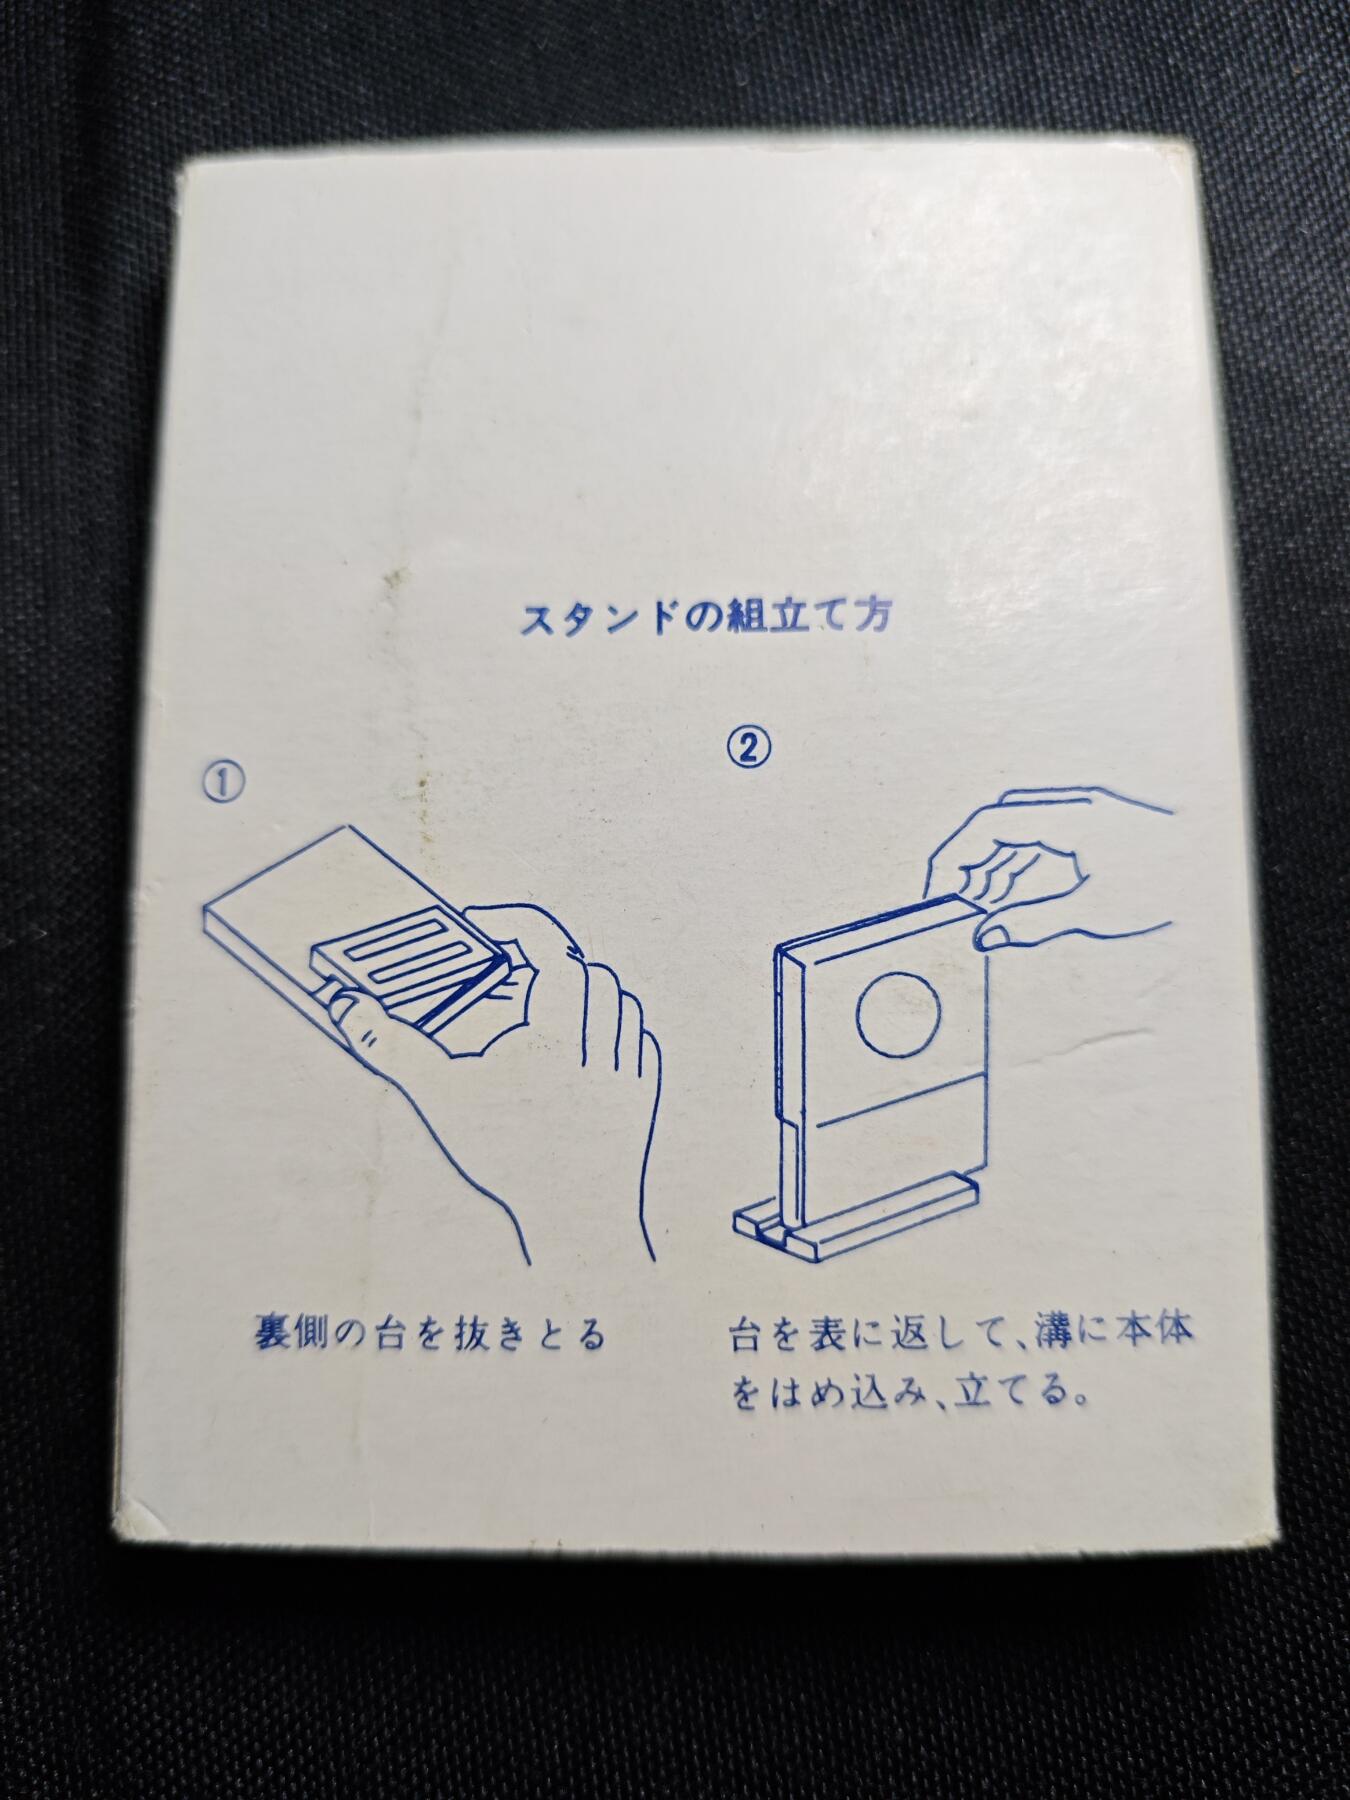 スタンドの組立て方
①
②
裏側の台を抜きとる
台を表に返して、溝に本体
をはめ込み、立てる。